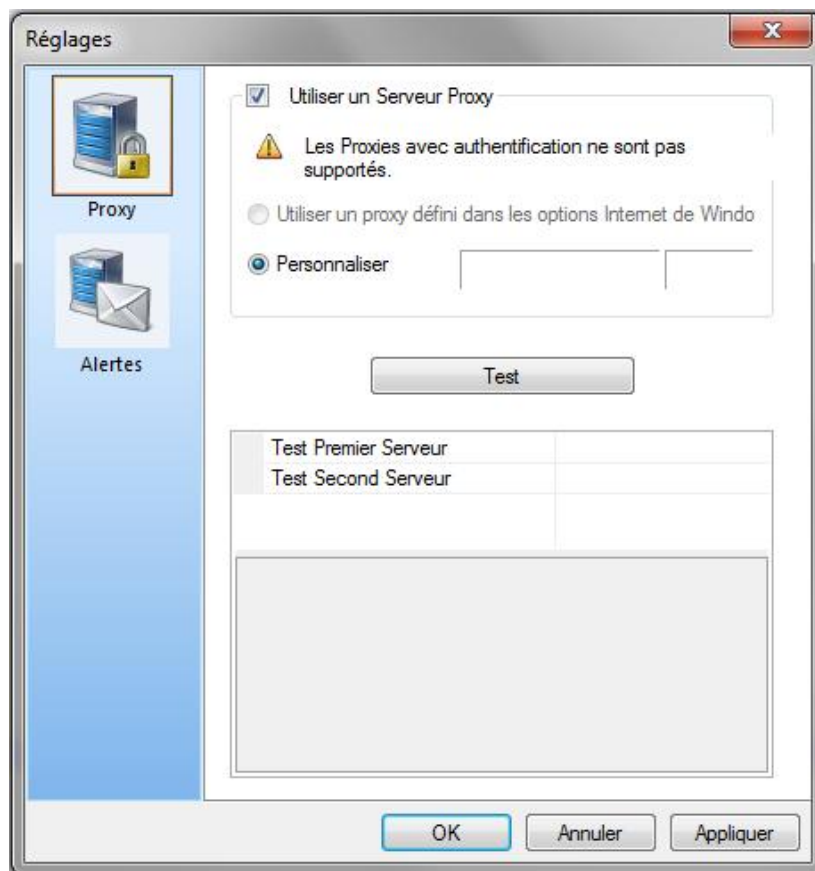 Réglages
Proxy
Alertes
Utiliser un Serveur Proxy
Les Proxies avec authentification ne sont pas
supportés.
Utiliser un proxy défini dans les options Internet de Windo
Personnaliser
Test
Test Premier Serveur
Test Second Serveur
OK
Annuler
Appliquer